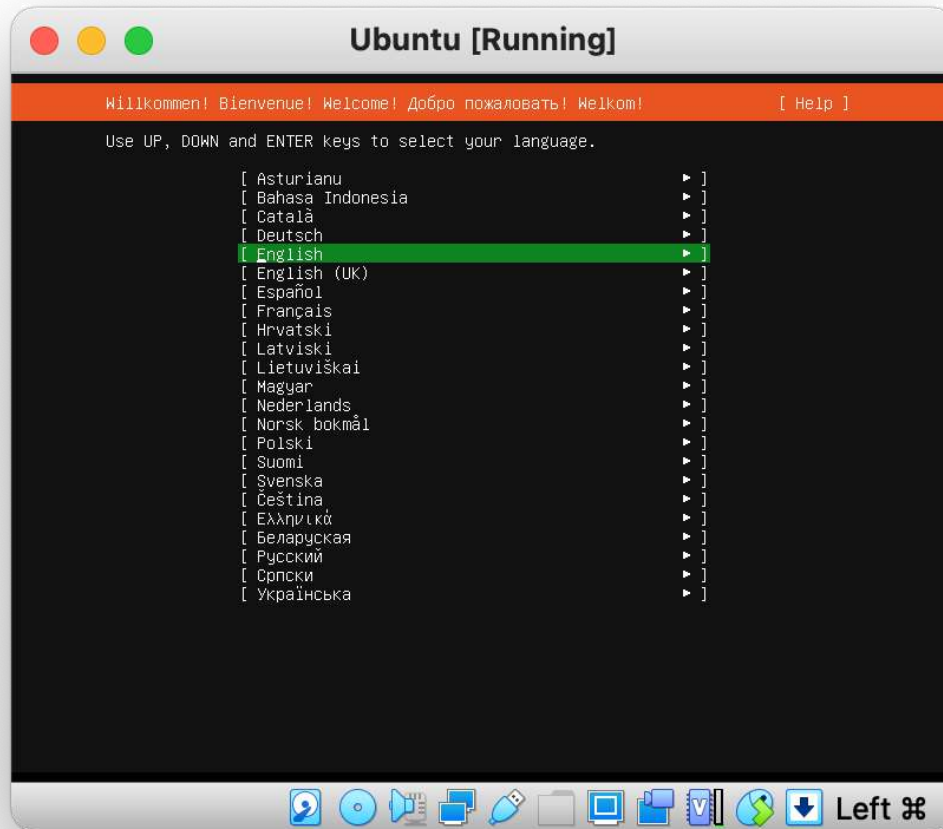 Ubuntu [Running]
Willkommen! Bienvenue! Welcome! Добро пожаловать! Welkom! [ Help ]
Use UP, DOWN and ENTER keys to select your language.
[ Asturianu ► ]
[ Bahasa Indonesia ► ]
[ Català ► ]
[ Deutsch ► ]
[ English ► ]
[ English (UK) ► ]
[ Español ► ]
[ Français ► ]
[ Hrvatski ► ]
[ Latviski ► ]
[ Lietuviškai ► ]
[ Magyar ► ]
[ Nederlands ► ]
[ Norsk bokmål ► ]
[ Polski ► ]
[ Suomi ► ]
[ Svenska ► ]
[ Čeština ► ]
[ Ελληνικά ► ]
[ Беларуская ► ]
[ Русский ► ]
[ Српски ► ]
[ Українська ► ]
V
Left ⌘